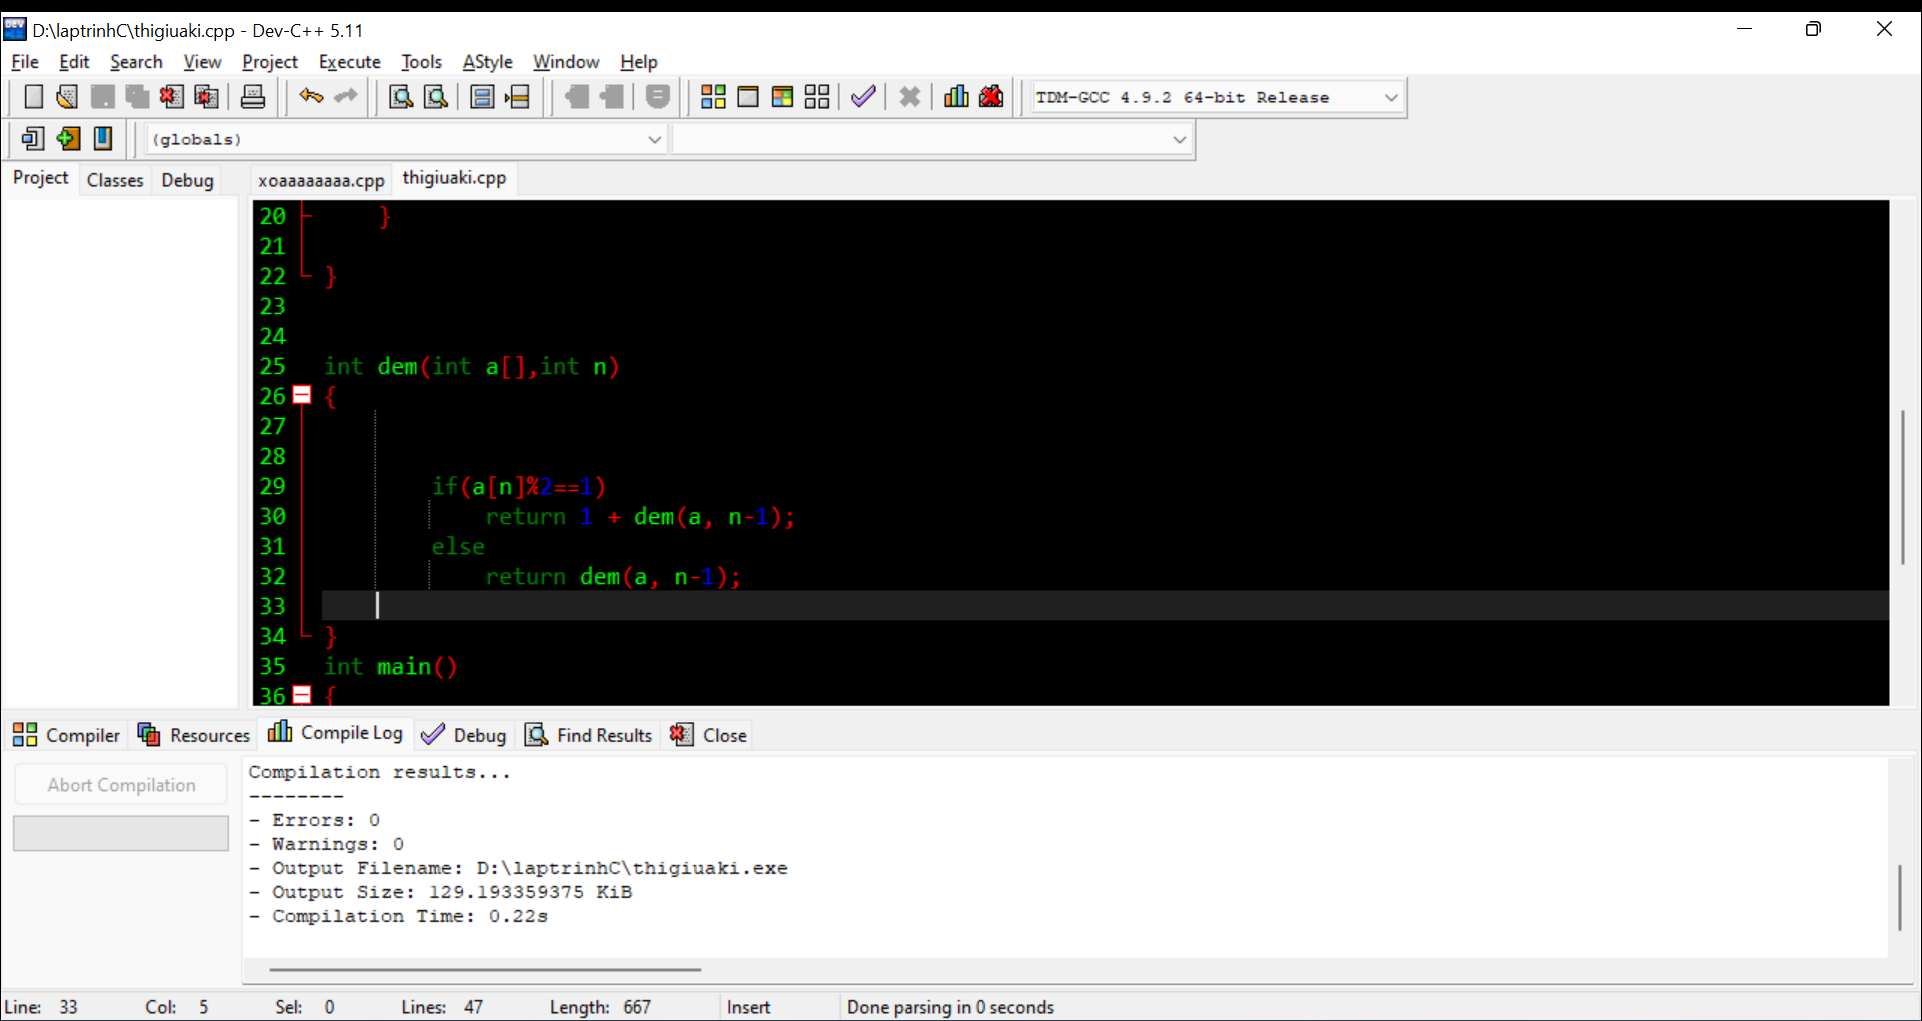 D:\laptrinhC\thigiuaki.cpp - Dev-C++ 5.11
File Edit Search View Project Execute Tools AStyle Window Help
TDM-GCC 4.9.2 64-bit Release
(globals)
Project Classes Debug
xoaaaaaaaa.cpp thigiuaki.cpp
20 }
21
22 }
23
24
25 int dem(int a[],int n)
26 {
27
28
29 if(a[n]%2==1)
30 return 1 + dem(a, n-1);
31 else
32 return dem(a, n-1);
33
34 }
35 int main()
36 {
Compiler Resources Compile Log Debug Find Results Close
Abort Compilation
Compilation results...
--------
- Errors: 0
- Warnings: 0
- Output Filename: D:\laptrinhC\thigiuaki.exe
- Output Size: 129.193359375 KiB
- Compilation Time: 0.22s
Line: 33 Col: 5 Sel: 0 Lines: 47 Length: 667 Insert Done parsing in 0 seconds